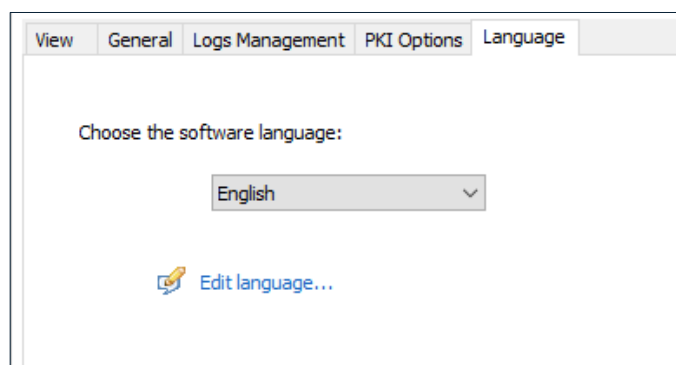 View General Logs Management PKI Options Language
Choose the software language:
English
Edit language...